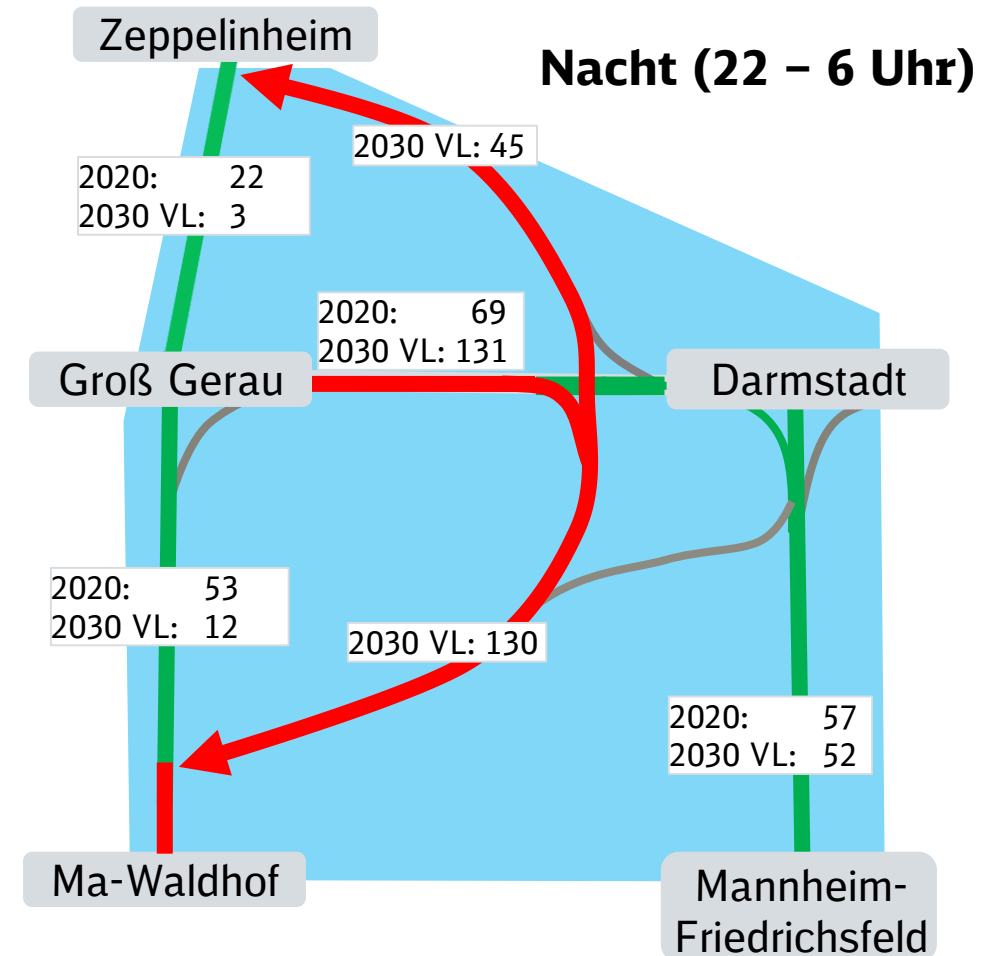 Zeppelinheim
Nacht (22 – 6 Uhr)
2030 VL: 45
2020: 22
2030 VL: 3
2020: 69
2030 VL: 131
Groß Gerau
Darmstadt
2020: 53
2030 VL: 12
2030 VL: 130
2020: 57
2030 VL: 52
Ma-Waldhof
Mannheim-
Friedrichsfeld